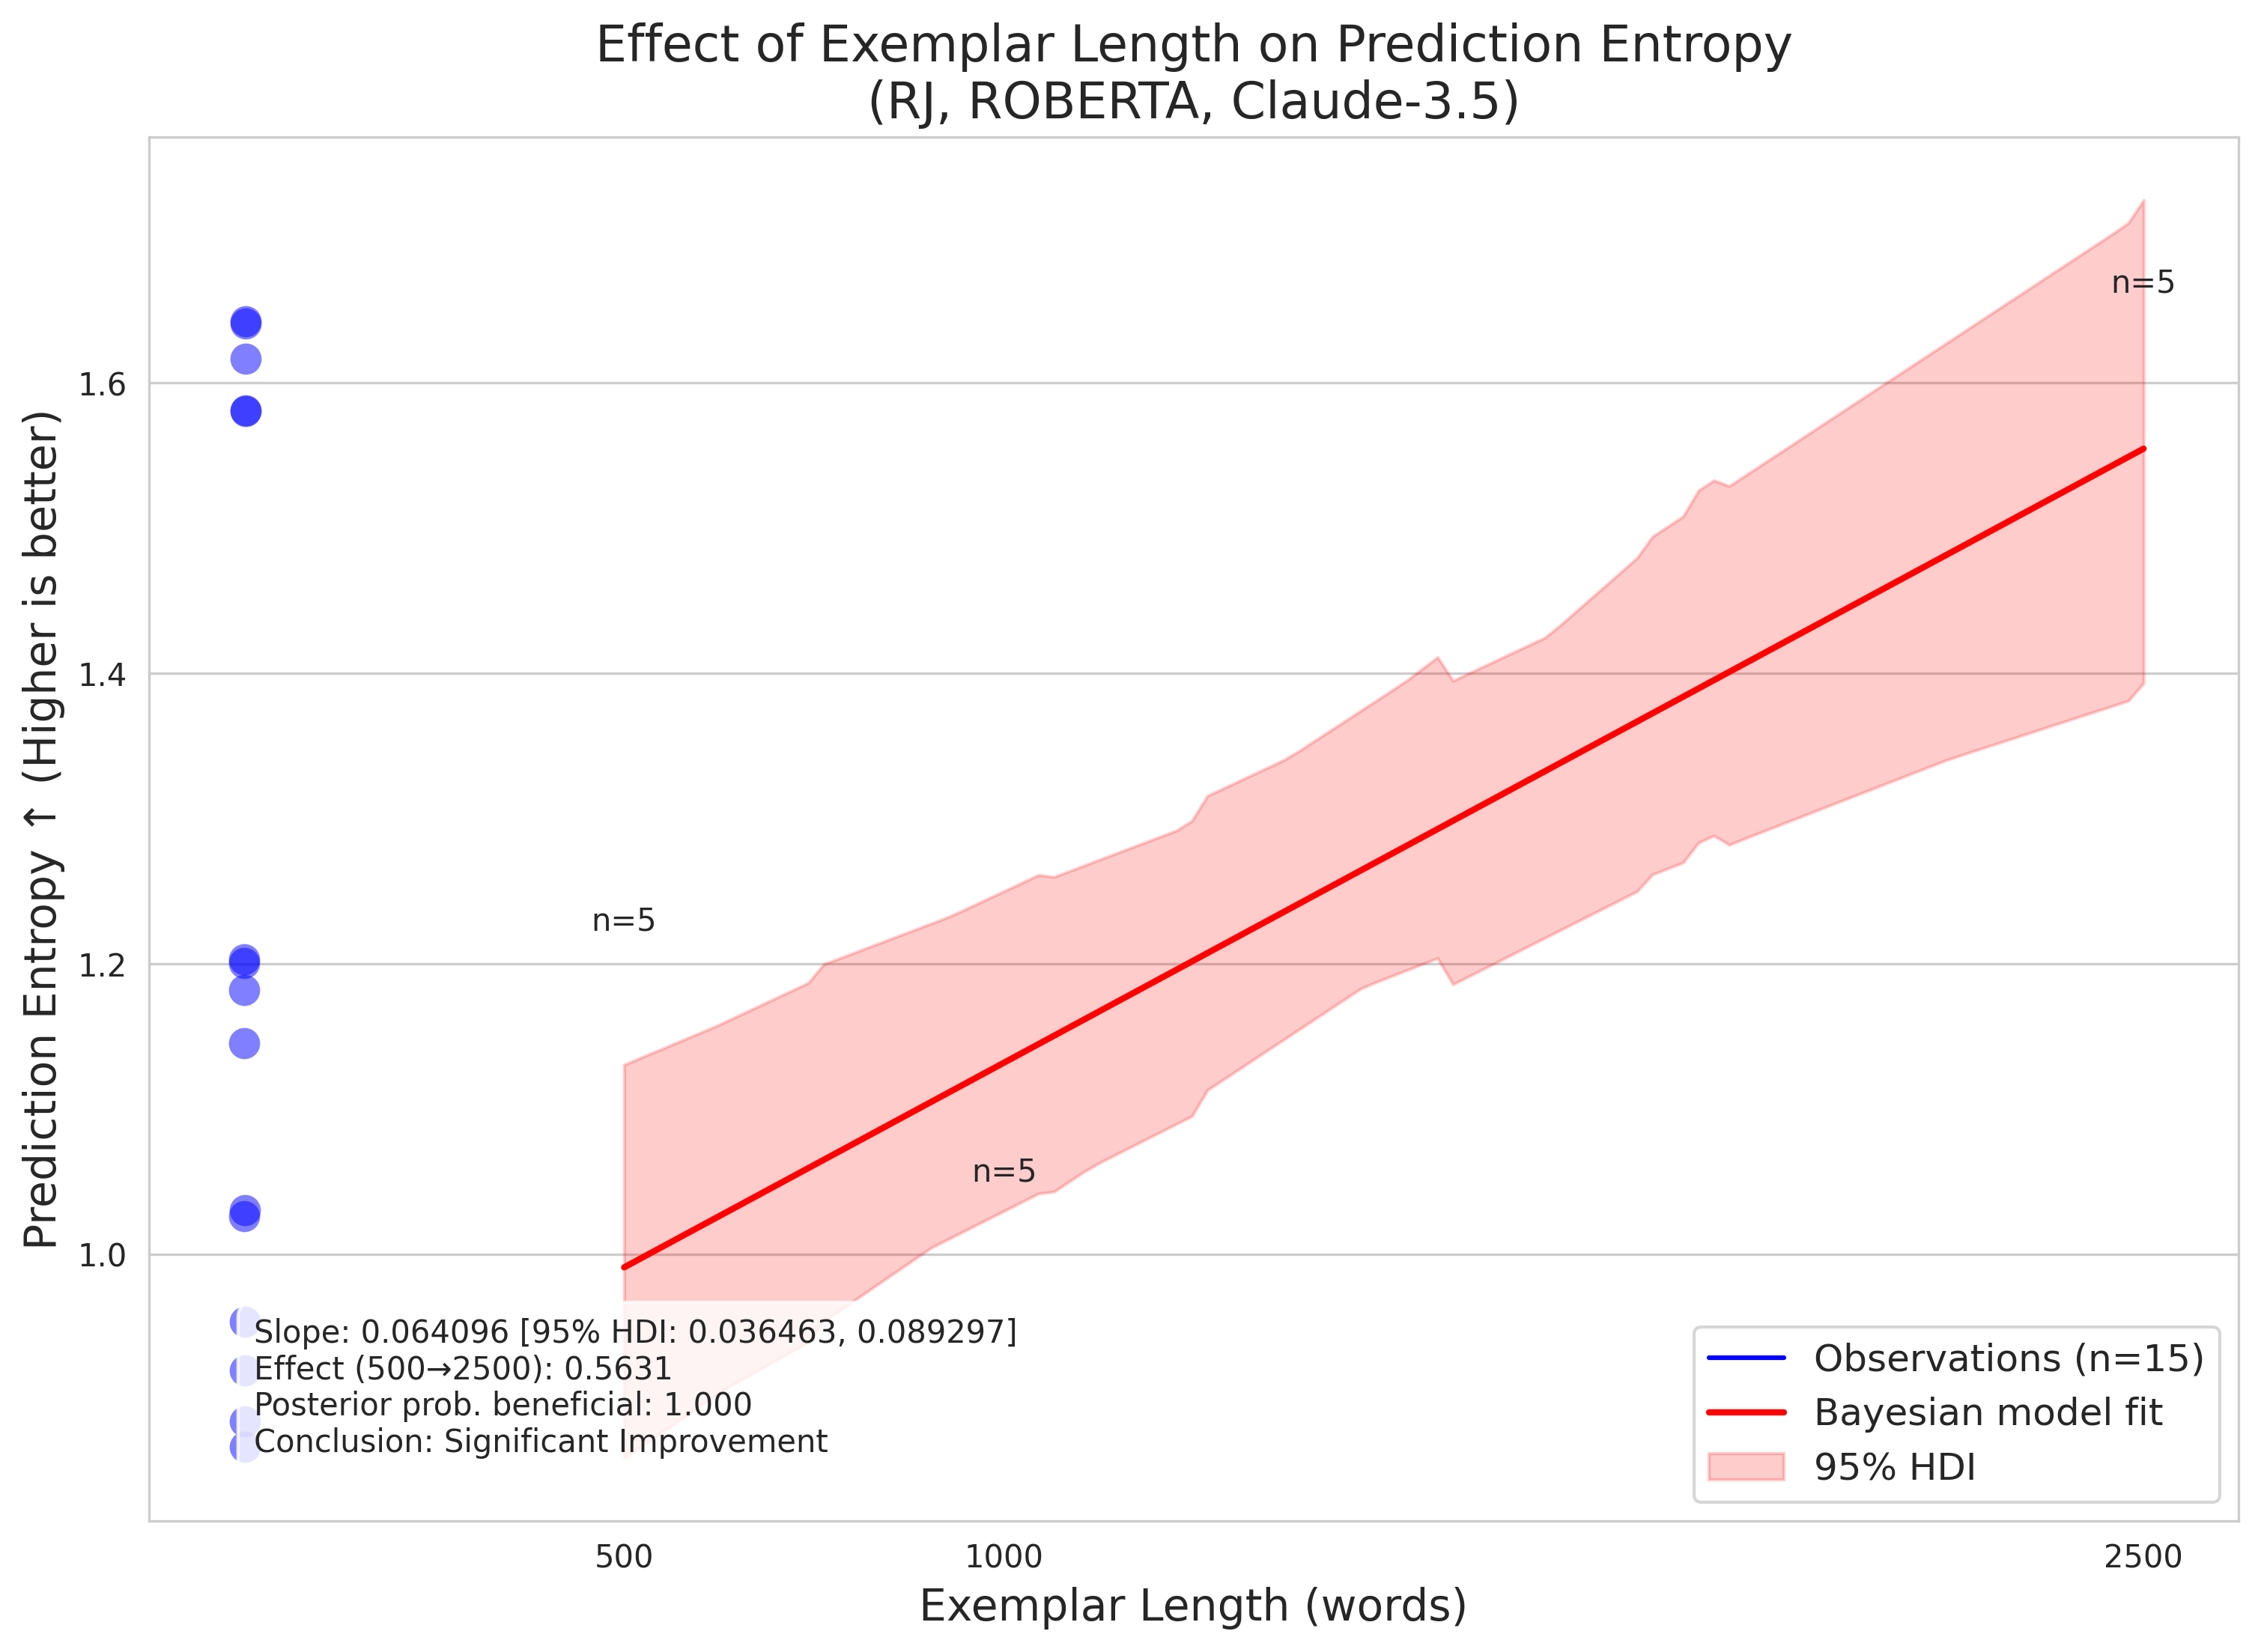 Effect of Exemplar Length on Prediction Entropy
(RJ, ROBERTA, Claude-3.5)
Prediction Entropy ↑ (Higher is better)
1.6
1.4
1.2
1.0
n=5
n=5
n=5
Slope: 0.064096 [95% HDI: 0.036463, 0.089297]
Effect (500→2500): 0.5631
Posterior prob. beneficial: 1.000
Conclusion: Significant Improvement
Observations (n=15)
Bayesian model fit
95% HDI
500
1000
2500
Exemplar Length (words)